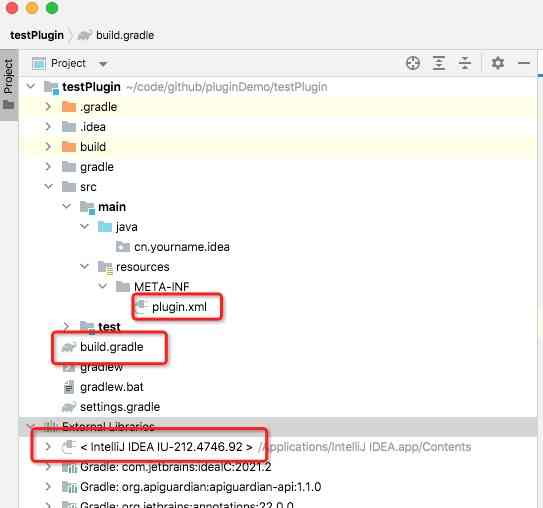 testPlugin build.gradle
Project
Project
testPlugin ~/code/github/pluginDemo/testPlugin
.gradle
.idea
build
gradle
src
main
java
cn.yourname.idea
resources
META-INF
plugin.xml
test
build.gradle
gradlew
gradlew.bat
settings.gradle
External Libraries
< IntelliJ IDEA IU-212.4746.92 > /Applications/IntelliJ IDEA.app/Contents
Gradle: com.jetbrains:ideaIC:2021.2
Gradle: org.apiguardian:apiguardian-api:1.1.0
Gradle: org.jetbrains:annotations:22.0.0